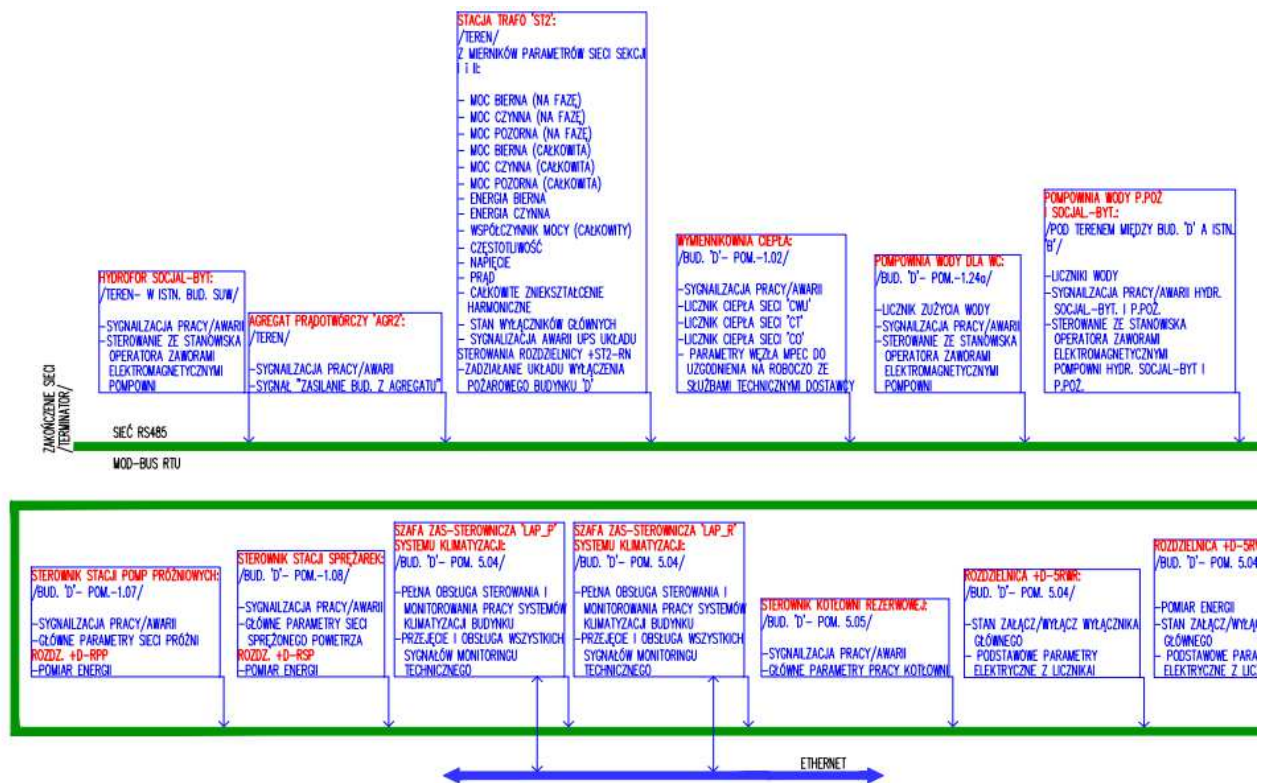 STACJA TRAFO 'ST2':
/TEREN/
Z MIERNIKÓW PARAMETRÓW SIECI SEKCJI
I i II:
- MOC BIERNA (NA FAZĘ)
- MOC CZYNNA (NA FAZĘ)
- MOC POZORNA (NA FAZĘ)
- MOC BIERNA (CAŁKOWITA)
- MOC CZYNNA (CAŁKOWITA)
- MOC POZORNA (CAŁKOWITA)
- ENERGIA BIERNA
- ENERGIA CZYNNA
- WSPÓŁCZYNNIK MOCY (CAŁKOWITY)
- CZĘSTOTLIWOŚĆ
- NAPIĘCIE
- PRĄD
- CAŁKOWITE ZNIEKSZTAŁCENIE
HARMONICZNE
- STAN WYŁĄCZNIKÓW GŁÓWNYCH
- SYGNALIZACJA AWARII UPS UKŁADU
STEROWANIA ROZDZIELNICY +ST2-RN
-ZADZIAŁANIE UKŁADU WYŁĄCZENIA
POŻAROWEGO BUDYNKU 'D'
HYDROFOR SOCJAL-BYT:
/TEREN- W ISTN. BUD. SUW/
-SYGNAILZACJA PRACY/AWARII
-STEROWANIE ZE STANOWISKA
OPERATORA ZAWORAMI
ELEKTROMAGNETYCZNYMI
POMPOWNI
AGREGAT PRĄDOTWÓRCZY 'AGR2':
/TEREN/
-SYGNAILZACJA PRACY/AWARII
-SYGNAŁ "ZASILANIE BUD. Z AGREGATU"
WYMIENNIKOWNIA CIEPŁA:
/BUD. 'D'- POM.-1.02/
-SYGNAILZACJA PRACY/AWARII
-LICZNIK CIEPŁA SIECI 'CWU'
-LICZNIK CIEPŁA SIECI 'CT'
-LICZNIK CIEPŁA SIECI 'CO'
- PARAMETRY WĘZŁA MPEC DO
UZGODNIENIA NA ROBOCZO ZE
SŁUŻBAMI TECHNICZNYMI DOSTAWCY
POMPOWNIA WODY DLA WC:
/BUD. 'D'- POM.-1.24a/
-LICZNIK ZUŻYCIA WODY
-SYGNAILZACJA PRACY/AWARII
-STEROWANIE ZE STANOWISKA
OPERATORA ZAWORAMI
ELEKTROMAGNETYCZNYMI
POMPOWNI
POMPOWNIA WODY P.POŻ
I SOCJAL.-BYT.:
/POD TERENEM MIĘDZY BUD. 'D' A ISTN.
'B'/
-LICZNIKI WODY
-SYGNAILZACJA PRACY/AWARII HYDR.
SOCJAL.-BYT. I P.POŻ.
-STEROWANIE ZE STANOWISKA
OPERATORA ZAWORAMI
ELEKTROMAGNETYCZNYMI
POMPOWNI HYDR. SOCJAL-BYT I
P.POŻ.
ZAKOŃCZENIE SIECI
/TERMINATOR/
SIEĆ RS485
MOD-BUS RTU
STEROWNIK STACJI POMP PRÓŻNIOWYCH:
/BUD. 'D'- POM.-1.07/
-SYGNAILZACJA PRACY/AWARII
-GŁÓWNE PARAMETRY SIECI PRÓŻNI
ROZDZ. +D-RPP
-POMIAR ENERGII
STEROWNIK STACJI SPRĘŻAREK:
/BUD. 'D'- POM.-1.08/
-SYGNAILZACJA PRACY/AWARII
-GŁÓWNE PARAMETRY SIECI
SPRĘŻONEGO POWIETRZA
ROZDZ. +D-RSP
-POMIAR ENERGII
SZAFA ZAS-STEROWNICZA 'LAP_P'
SYSTEMU KLIMATYZACJI:
/BUD. 'D'- POM. 5.04/
-PEŁNA OBSŁUGA STEROWANIA I
MONITOROWANIA PRACY SYSTEMÓW
KLIMATYZACJI BUDYNKU
-PRZEJĘCIE I OBSŁUGA WSZYSTKICH
SYGNAŁÓW MONITORINGU
TECHNICZNEGO
SZAFA ZAS-STEROWNICZA 'LAP_R'
SYSTEMU KLIMATYZACJI:
/BUD. 'D'- POM. 5.04/
-PEŁNA OBSŁUGA STEROWANIA I
MONITOROWANIA PRACY SYSTEMÓW
KLIMATYZACJI BUDYNKU
-PRZEJĘCIE I OBSŁUGA WSZYSTKICH
SYGNAŁÓW MONITORINGU
TECHNICZNEGO
STEROWNIK KOTŁOWNI REZERWOWEJ:
/BUD. 'D'- POM. 5.05/
-SYGNAILZACJA PRACY/AWARII
-GŁÓWNE PARAMETRY PRACY KOTŁOWNI
ROZDZIELNICA +D-5RWR:
/BUD. 'D'- POM. 5.04/
- STAN ZAŁĄCZ/WYŁĄCZ WYŁĄCZNIKA
GŁÓWNEGO
- PODSTAWOWE PARAMETRY
ELEKTRYCZNE Z LICZNIKAI
ROZDZIELNICA
/BUD. 'D'- POM. 5.04
-POMIAR ENERGII
- STAN
GŁÓWNEGO
- PODSTAWOWE
ELEKTRYCZNE Z
ETHERNET